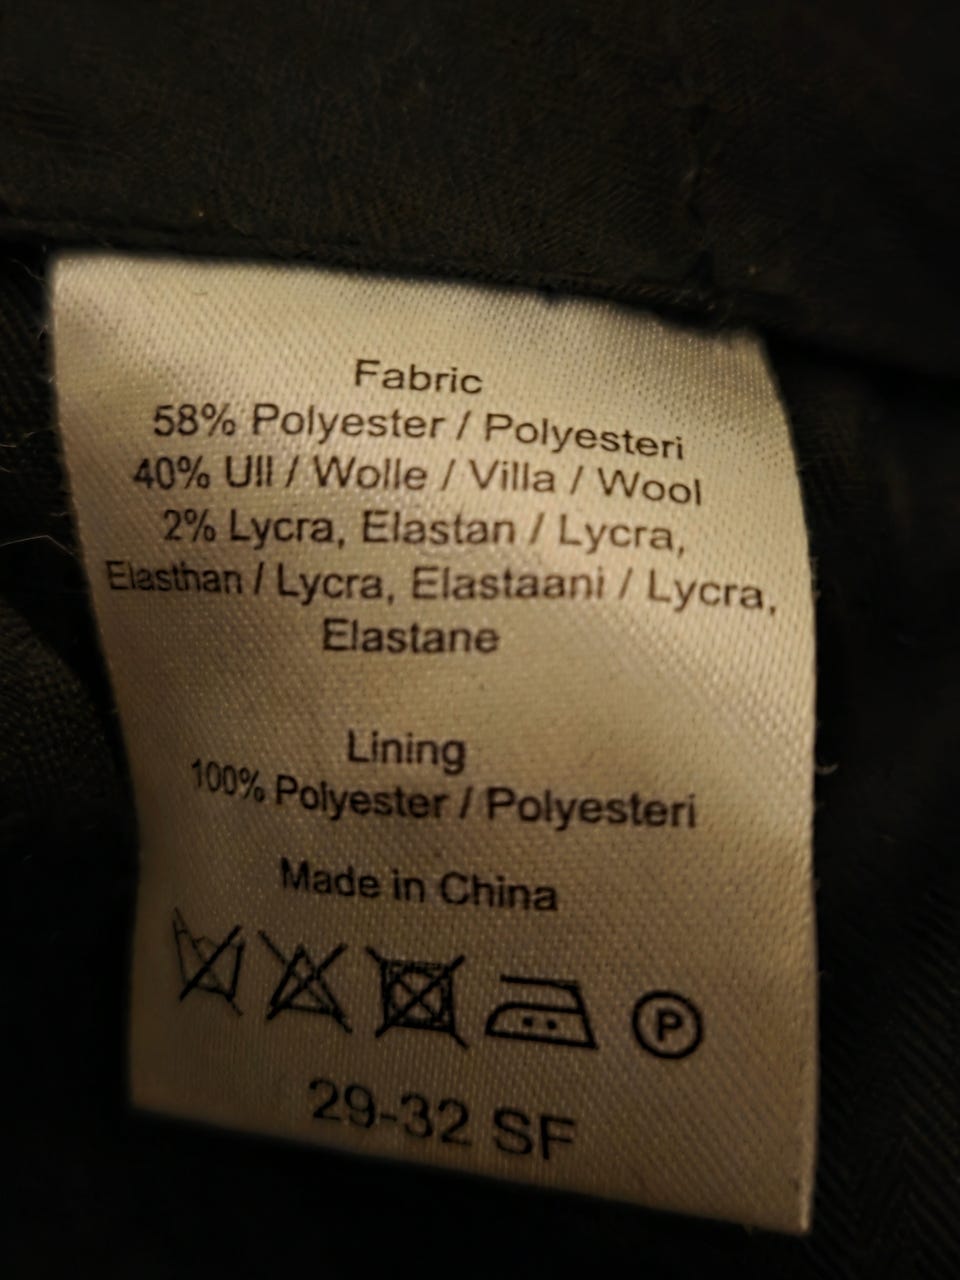 Fabric
58% Polyester / Polyesteri
40% Ull / Wolle / Villa / Wool
2% Lycra, Elastan / Lycra,
Elasthan / Lycra, Elastaani / Lycra,
Elastane
Lining
100% Polyester / Polyesteri
Made in China
P
29-32 SF